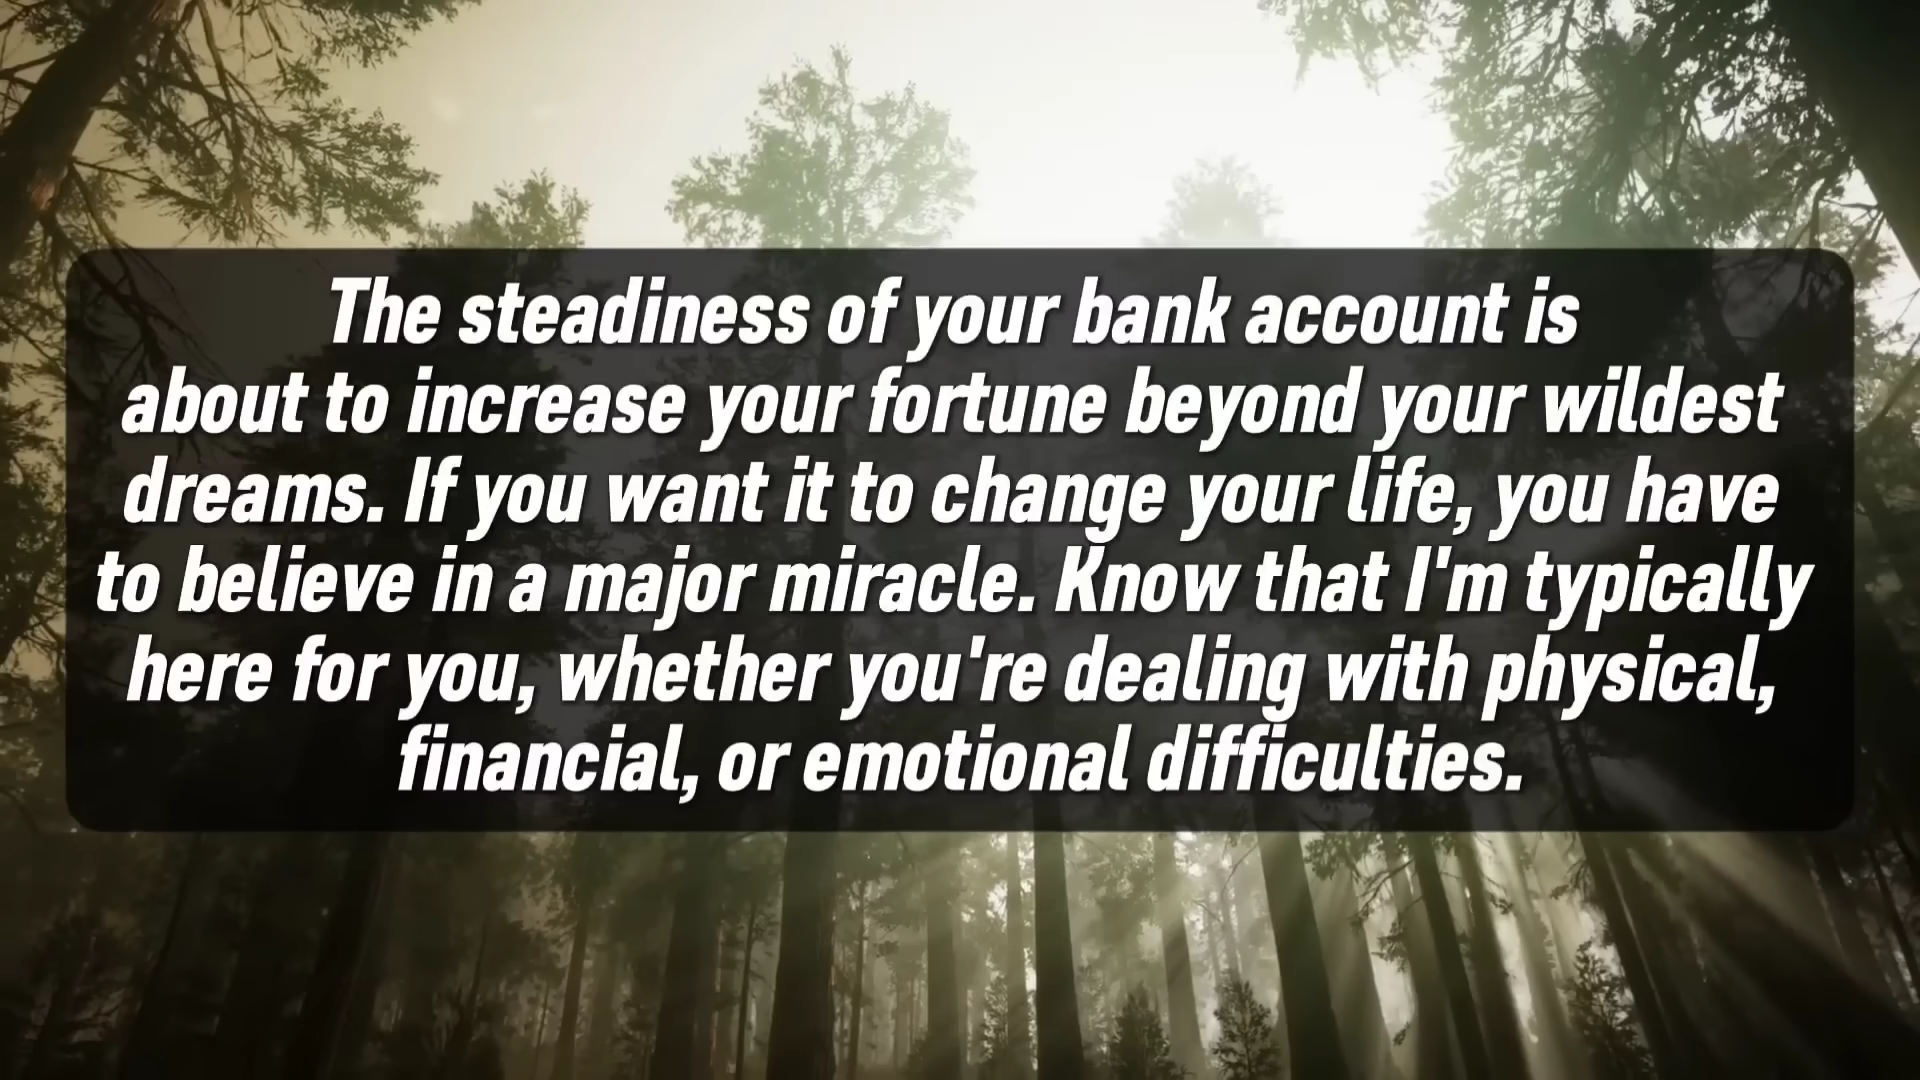 The steadiness of your bank account is
about to increase your fortune beyond your wildest
dreams. If you want it to change your life, you have
to believe in a major miracle. Know that I'm typically
here for you, whether you're dealing with physical,
financial, or emotional difficulties.